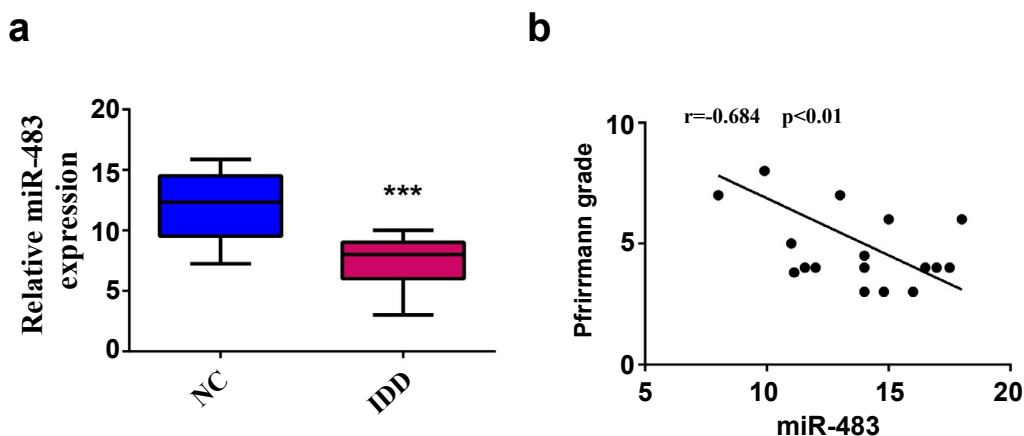 a
b
Relative miR-483
expression
20
15
10
5
0
***
NC
IDD
r=-0.684 p<0.01
Pfrirrmann grade
10
5
0
5
10
15
20
miR-483